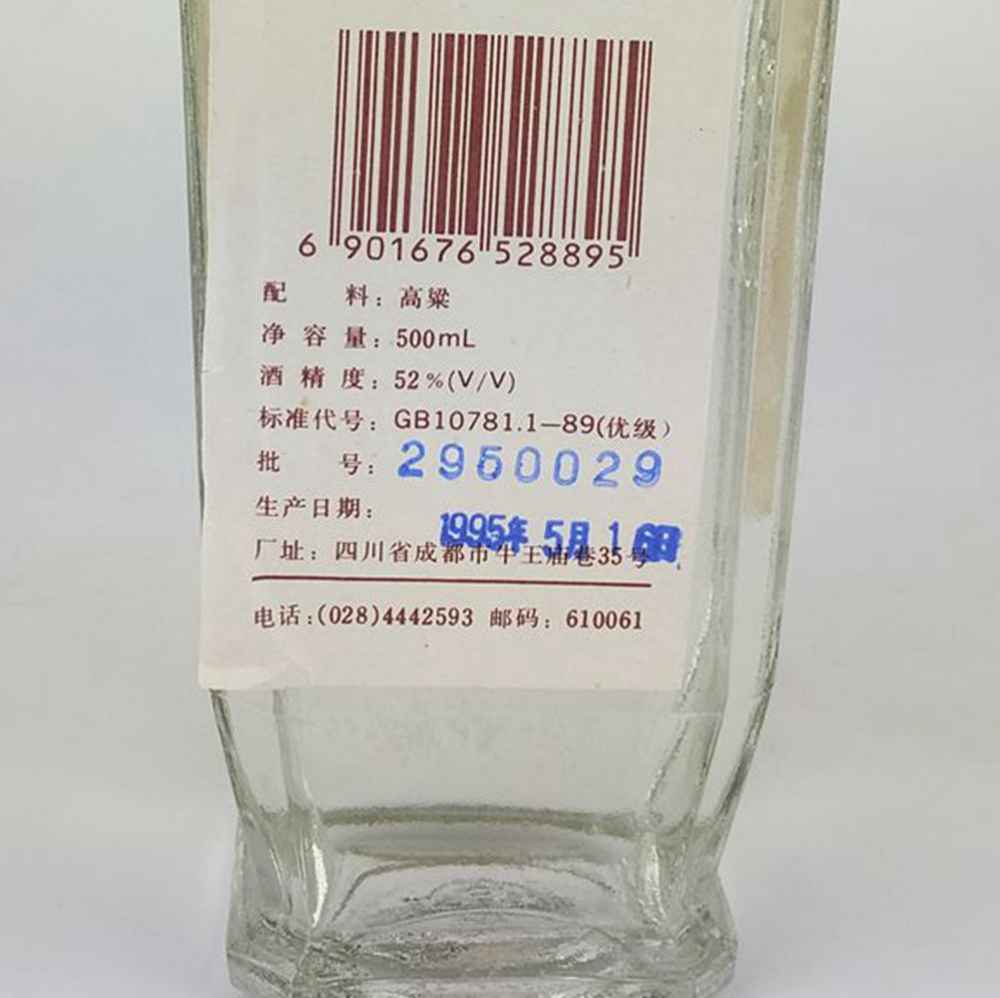 6 901676 528895
配 料：高粱
净容量：500mL
酒精度：52%(V/V)
标准代号：GB10781.1—89(优级)
批 号：2950029
生产日期：1995年5月16日
厂址：四川省成都市牛王庙巷35号
电话：(028)4442593 邮码：610061